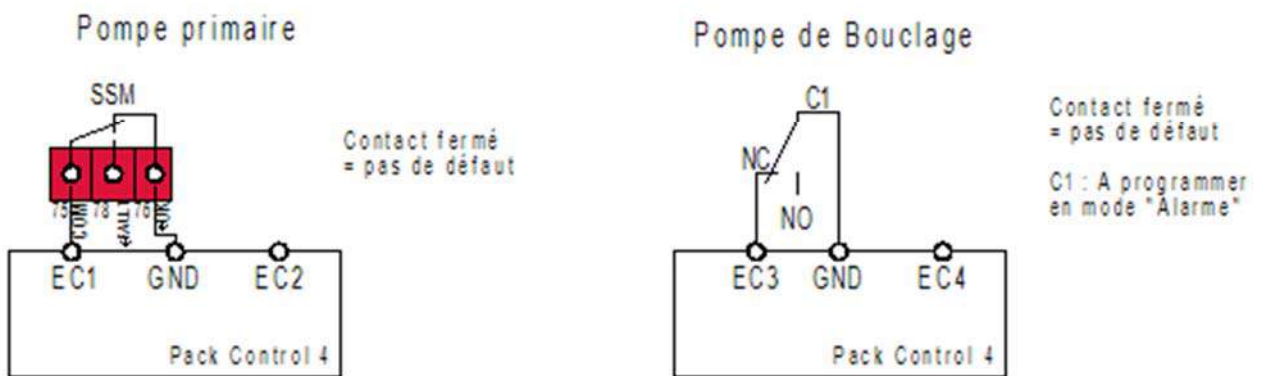 Pompe primaire
SSM
75 78 76
COM FAULT OK
Contact fermé
= pas de défaut
EC1 GND EC2
Pack Control 4
Pompe de Bouclage
C1
NC
NO
Contact fermé
= pas de défaut
C1 : A programmer
en mode "Alarme"
EC3 GND EC4
Pack Control 4